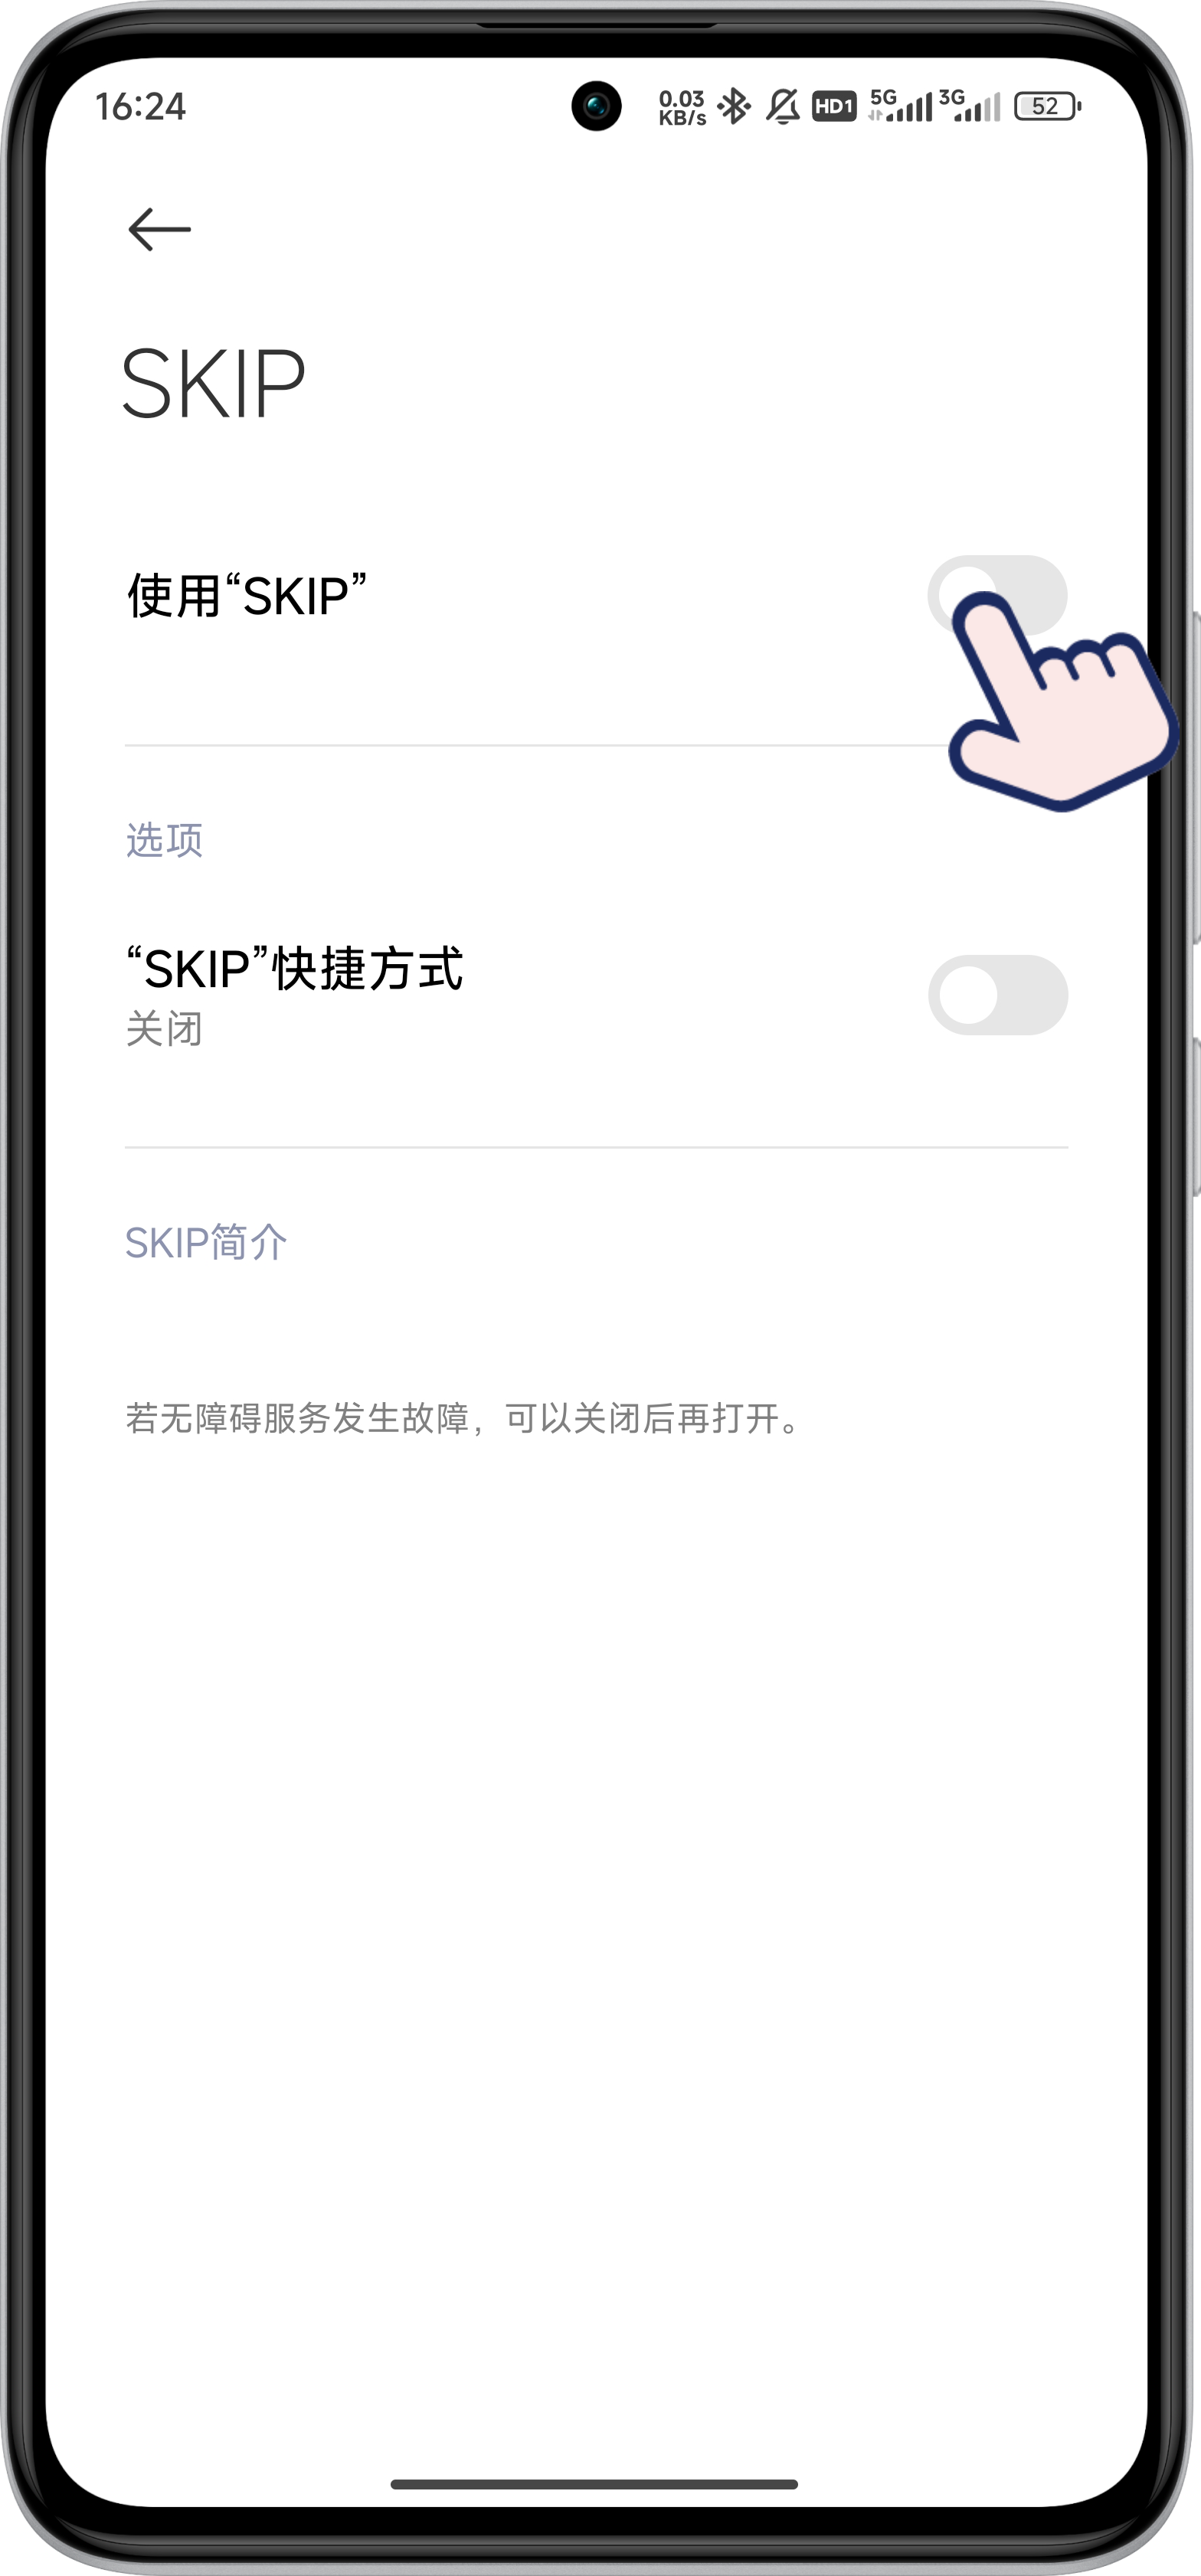 16:24
0.03 KB/s HD1 5G 3G 52
SKIP
使用“SKIP”
选项
“SKIP”快捷方式
关闭
SKIP简介
若无障碍服务发生故障，可以关闭后再打开。